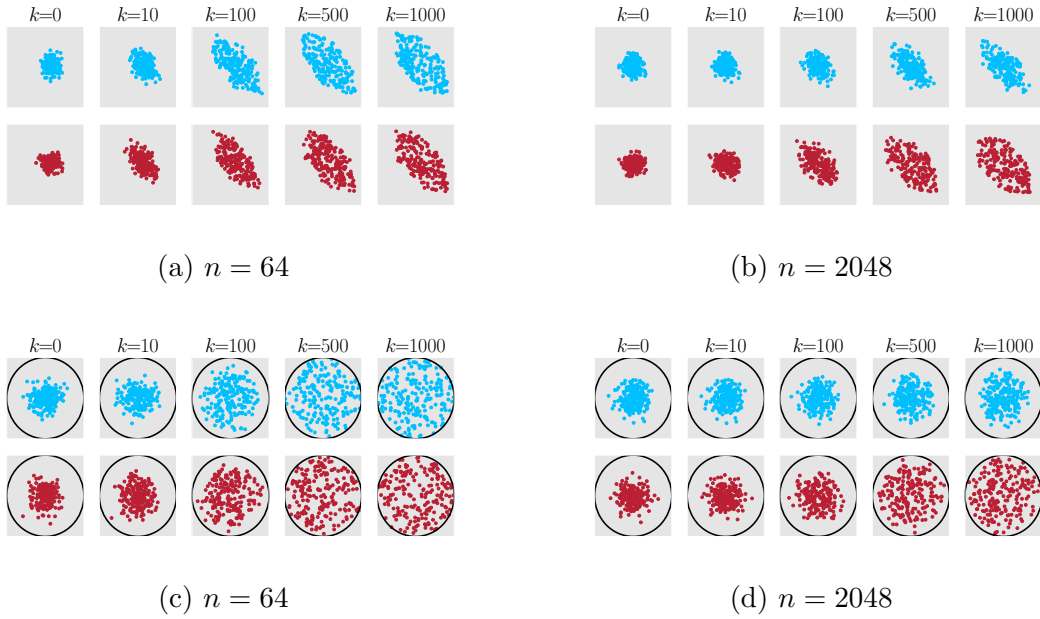 k=0 k=10 k=100 k=500 k=1000 k=0 k=10 k=100 k=500 k=1000
(a) n = 64 (b) n = 2048
k=0 k=10 k=100 k=500 k=1000 k=0 k=10 k=100 k=500 k=1000
(c) n = 64 (d) n = 2048